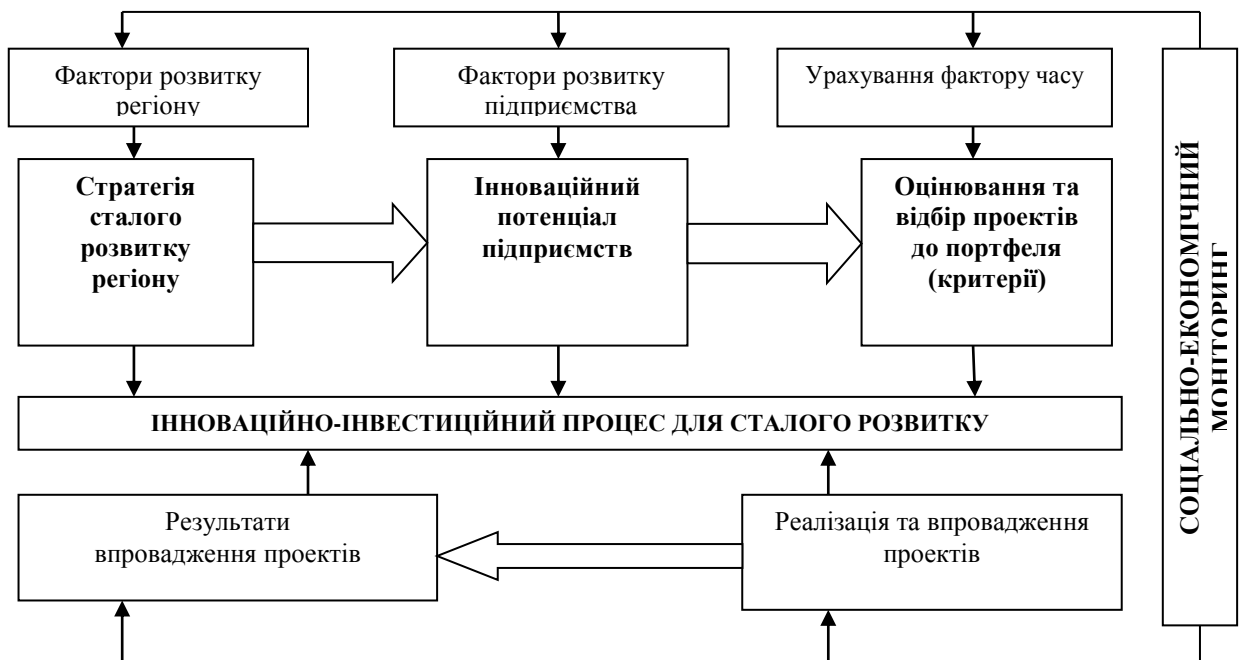 Фактори розвитку
регіону
Фактори розвитку
підприємства
Урахування фактору часу
Стратегія
сталого
розвитку
регіону
Інноваційний
потенціал
підприємств
Оцінювання та
відбір проектів
до портфеля
(критерії)
ІННОВАЦІЙНО-ІНВЕСТИЦІЙНИЙ ПРОЦЕС ДЛЯ СТАЛОГО РОЗВИТКУ
Результати
впровадження проектів
Реалізація та впровадження
проектів
СОЦІАЛЬНО-ЕКОНОМІЧНИЙ
МОНІТОРИНГ